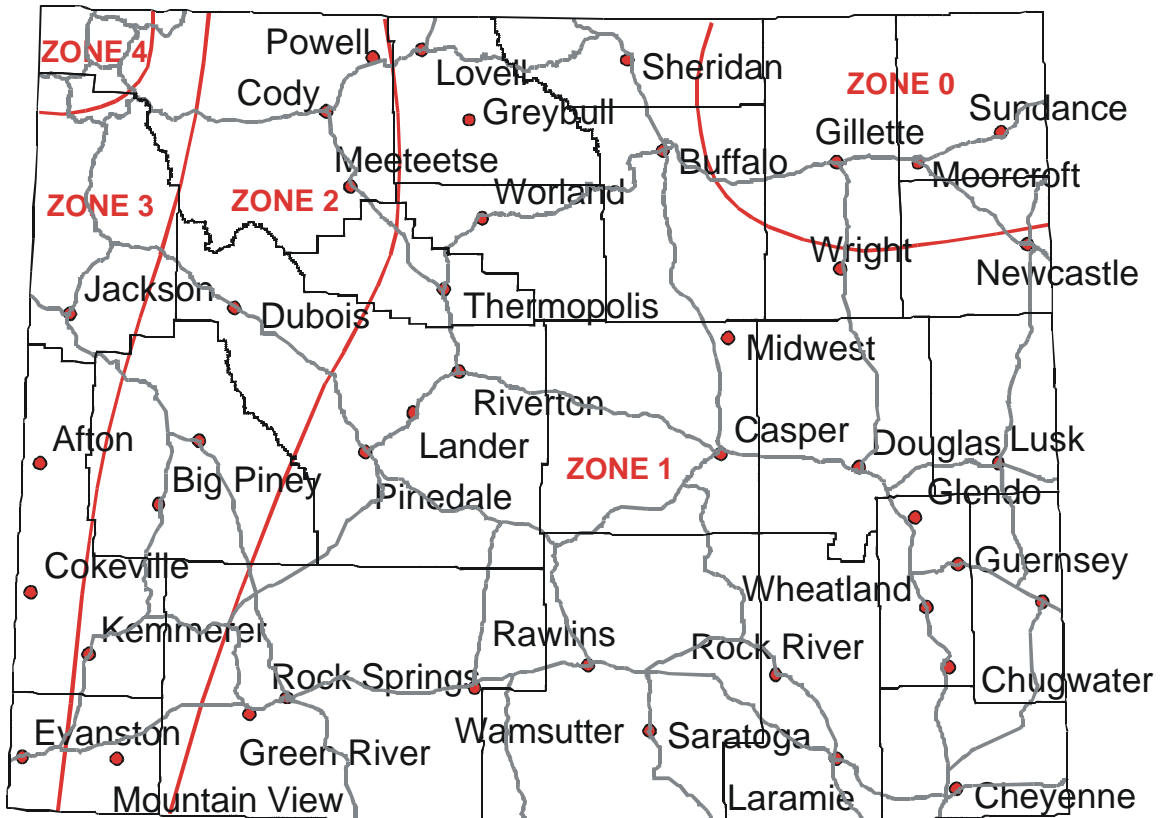 ZONE 4
Powell
Lovell
Sheridan
ZONE 0
Cody
Greybull
Sundance
Gillette
Meeteetse
Buffalo
Moorcroft
ZONE 3
ZONE 2
Worland
Wright
Newcastle
Jackson
Dubois
Thermopolis
Midwest
Riverton
Afton
Lander
Casper
Douglas
Lusk
ZONE 1
Big Piney
Pinedale
Glendo
Cokeville
Guernsey
Wheatland
Kemmerer
Rawlins
Rock River
Rock Springs
Chugwater
Evanston
Green River
Wamsutter
Saratoga
Mountain View
Laramie
Cheyenne